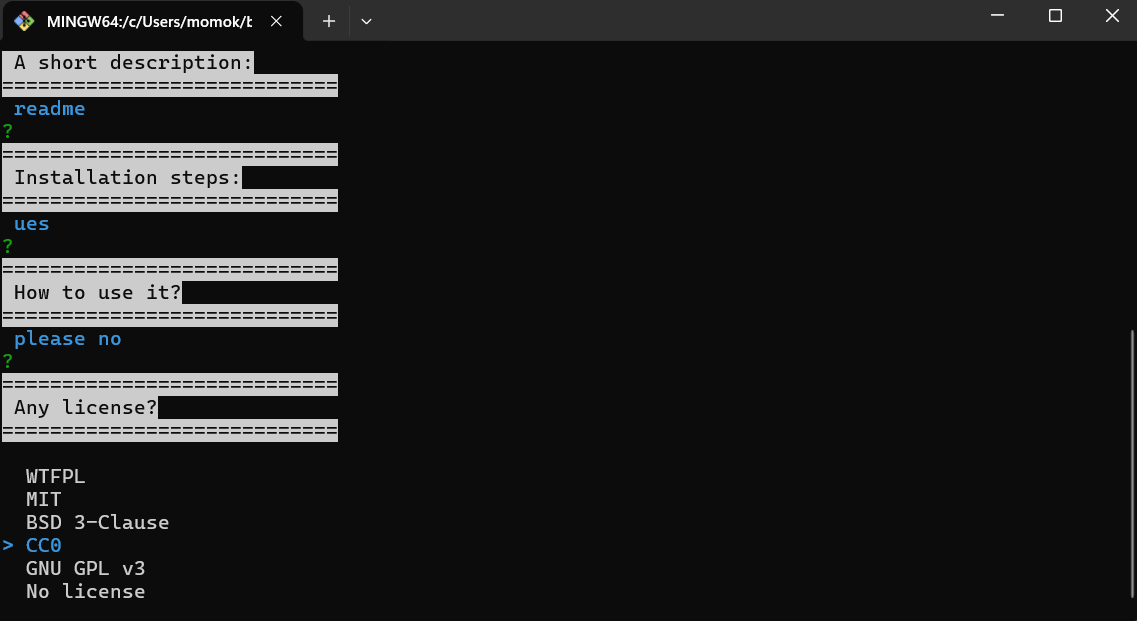 MINGW64:/c/Users/momok/b
A short description:
============================
readme
?
============================
Installation steps:
============================
ues
?
============================
How to use it?
============================
please no
?
============================
Any license?
============================
WTFPL
MIT
BSD 3-Clause
> CC0
GNU GPL v3
No license